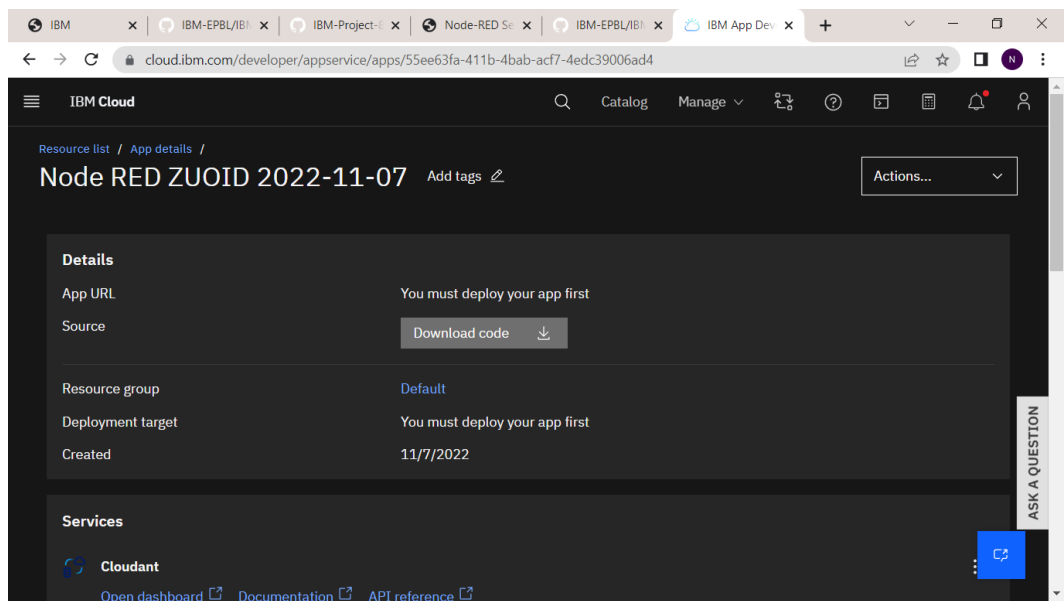 IBM
IBM-EPBL/IBM
IBM-Project-8
Node-RED Se
IBM-EPBL/IBM
IBM App Dev
cloud.ibm.com/developer/appservice/apps/55ee63fa-411b-4bab-acf7-4edc39006ad4
N
IBM Cloud
Catalog
Manage
Resource list / App details /
Node RED ZUOID 2022-11-07
Add tags
Actions...
Details
App URL
You must deploy your app first
Source
Download code
Resource group
Default
Deployment target
You must deploy your app first
Created
11/7/2022
ASK A QUESTION
Services
Cloudant
Open dashboard
Documentation
API reference